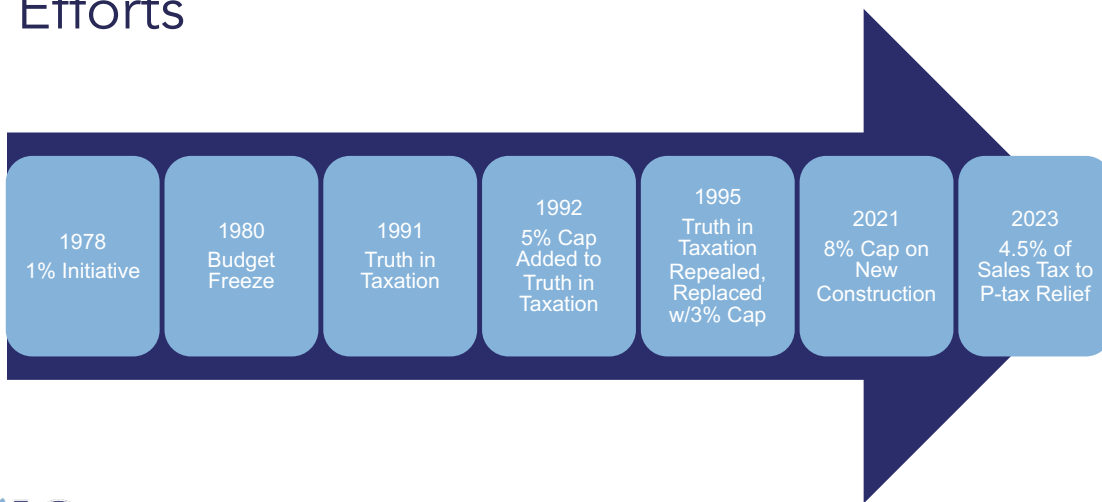 Efforts
1978
1% Initiative
1980
Budget
Freeze
1991
Truth in
Taxation
1992
5% Cap
Added to
Truth in
Taxation
1995
Truth in
Taxation
Repealed,
Replaced
w/3% Cap
2021
8% Cap on
New
Construction
2023
4.5% of
Sales Tax to
P-tax Relief